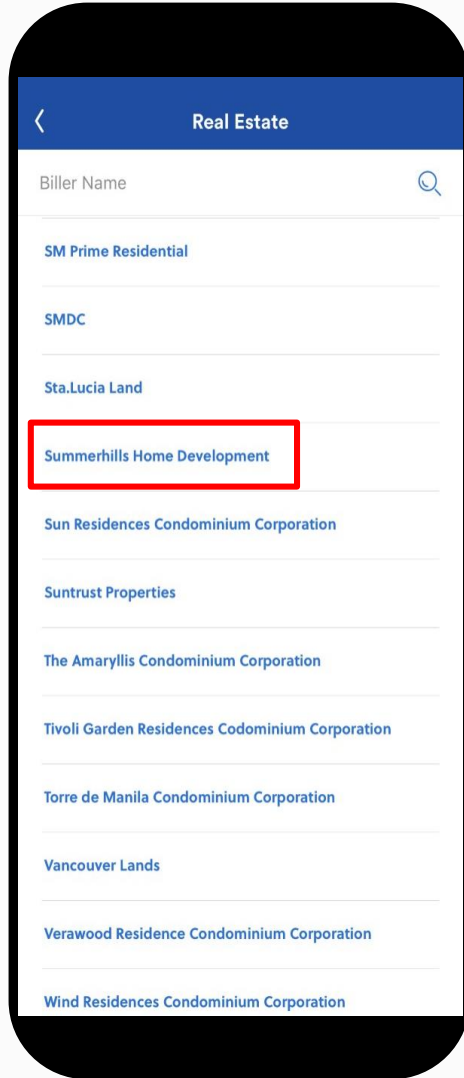 Real Estate
Biller Name
SM Prime Residential
SMDC
Sta.Lucia Land
Summerhills Home Development
Sun Residences Condominium Corporation
Suntrust Properties
The Amaryllis Condominium Corporation
Tivoli Garden Residences Codominium Corporation
Torre de Manila Condominium Corporation
Vancouver Lands
Verawood Residence Condominium Corporation
Wind Residences Condominium Corporation